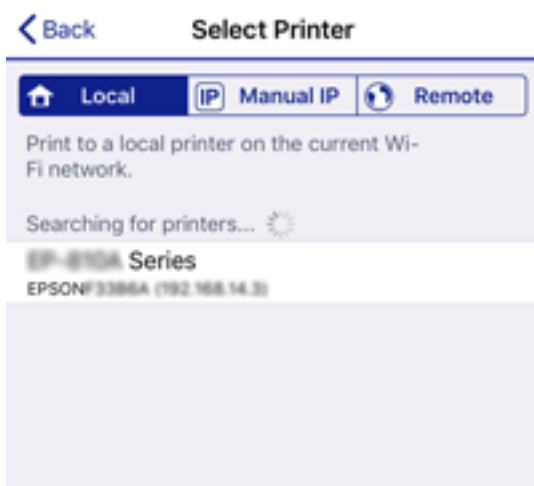 Back
Select Printer
Local
IP Manual IP
Remote
Print to a local printer on the current Wi-
Fi network.
Searching for printers...
Series
EPSON